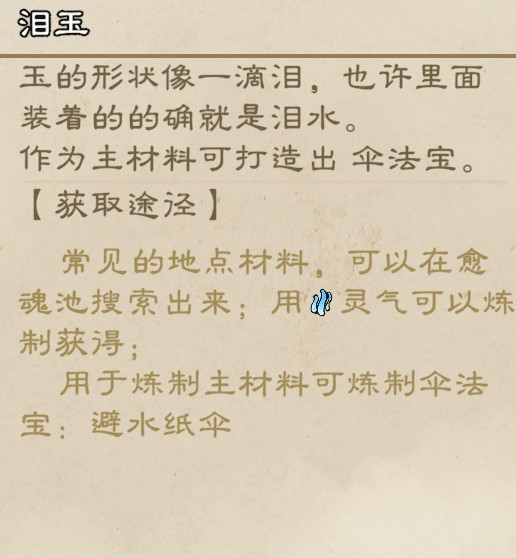 泪玉
玉的形状像一滴泪，也许里面
装着的的确就是泪水。
作为主材料可打造出 伞法宝。
【获取途径】
常见的地点材料，可以在愈
魂池搜索出来；用灵气可以炼
制获得；
用于炼制主材料可炼制伞法
宝：避水纸伞